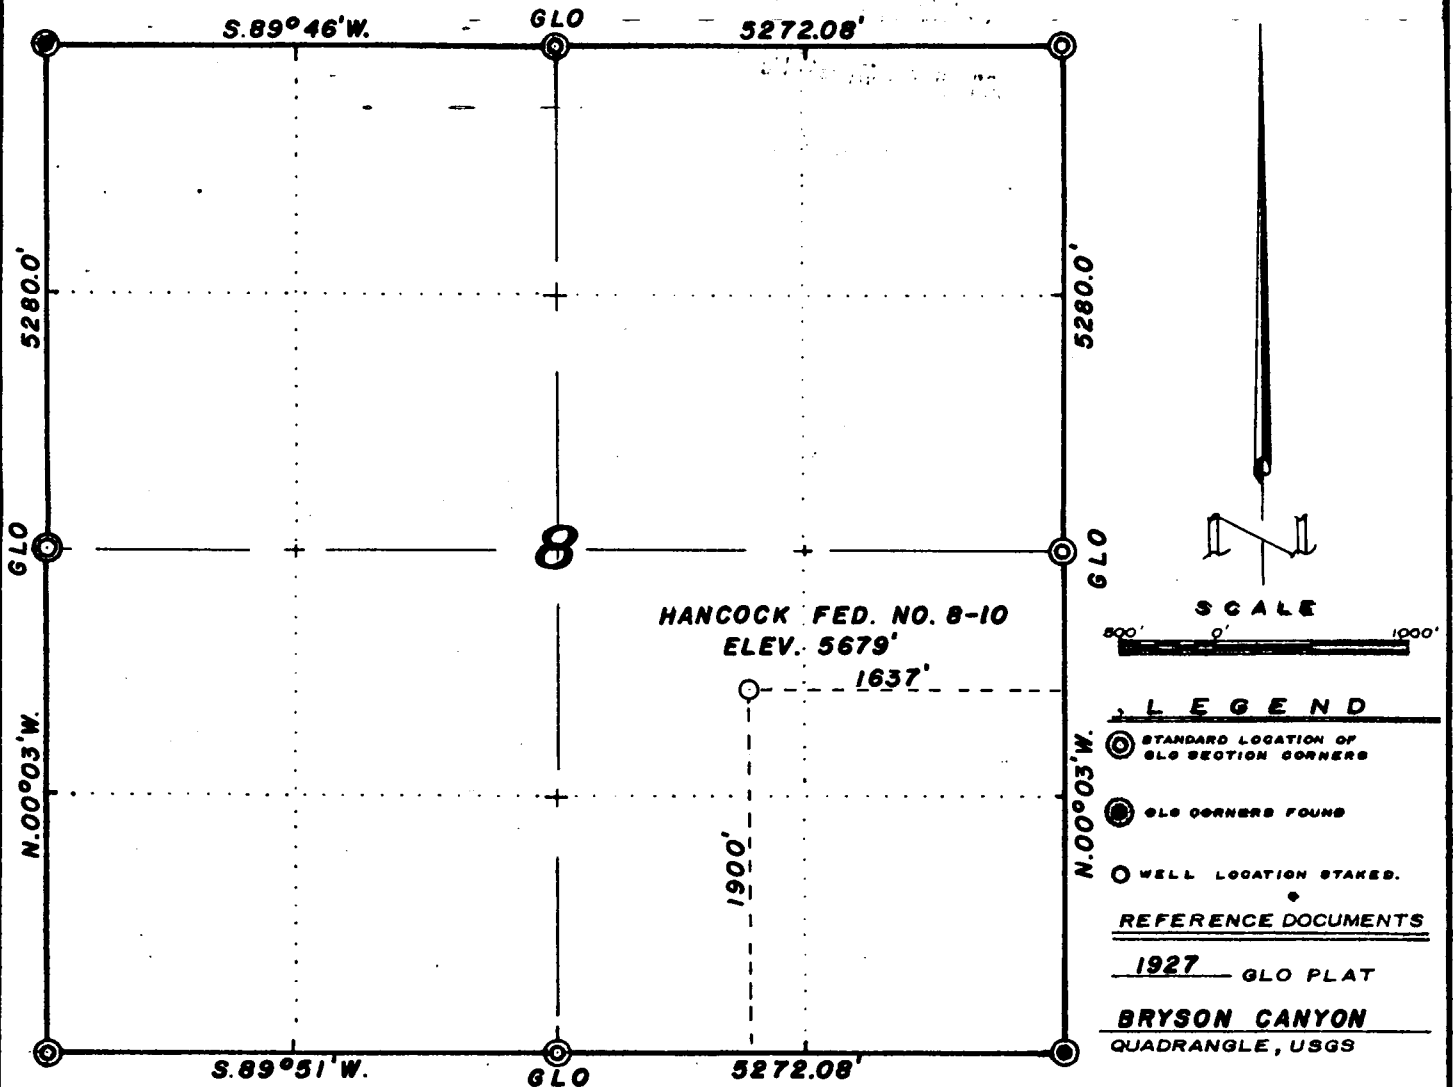 S.89°46'W.
GLO
5272.08'
5280.0'
5280.0'
GLO
8
GLO
HANCOCK FED. NO. 8-10
ELEV. 5679'
1637'
1900'
N.00°03'W.
N.00°03'W.
S.89°51'W.
GLO
5272.08'
N
SCALE
500' 0' 1000'
LEGEND
STANDARD LOCATION OF
GLO SECTION CORNERS
GLO CORNERS FOUND
WELL LOCATION STAKED.
REFERENCE DOCUMENTS
1927 GLO PLAT
BRYSON CANYON
QUADRANGLE, USGS